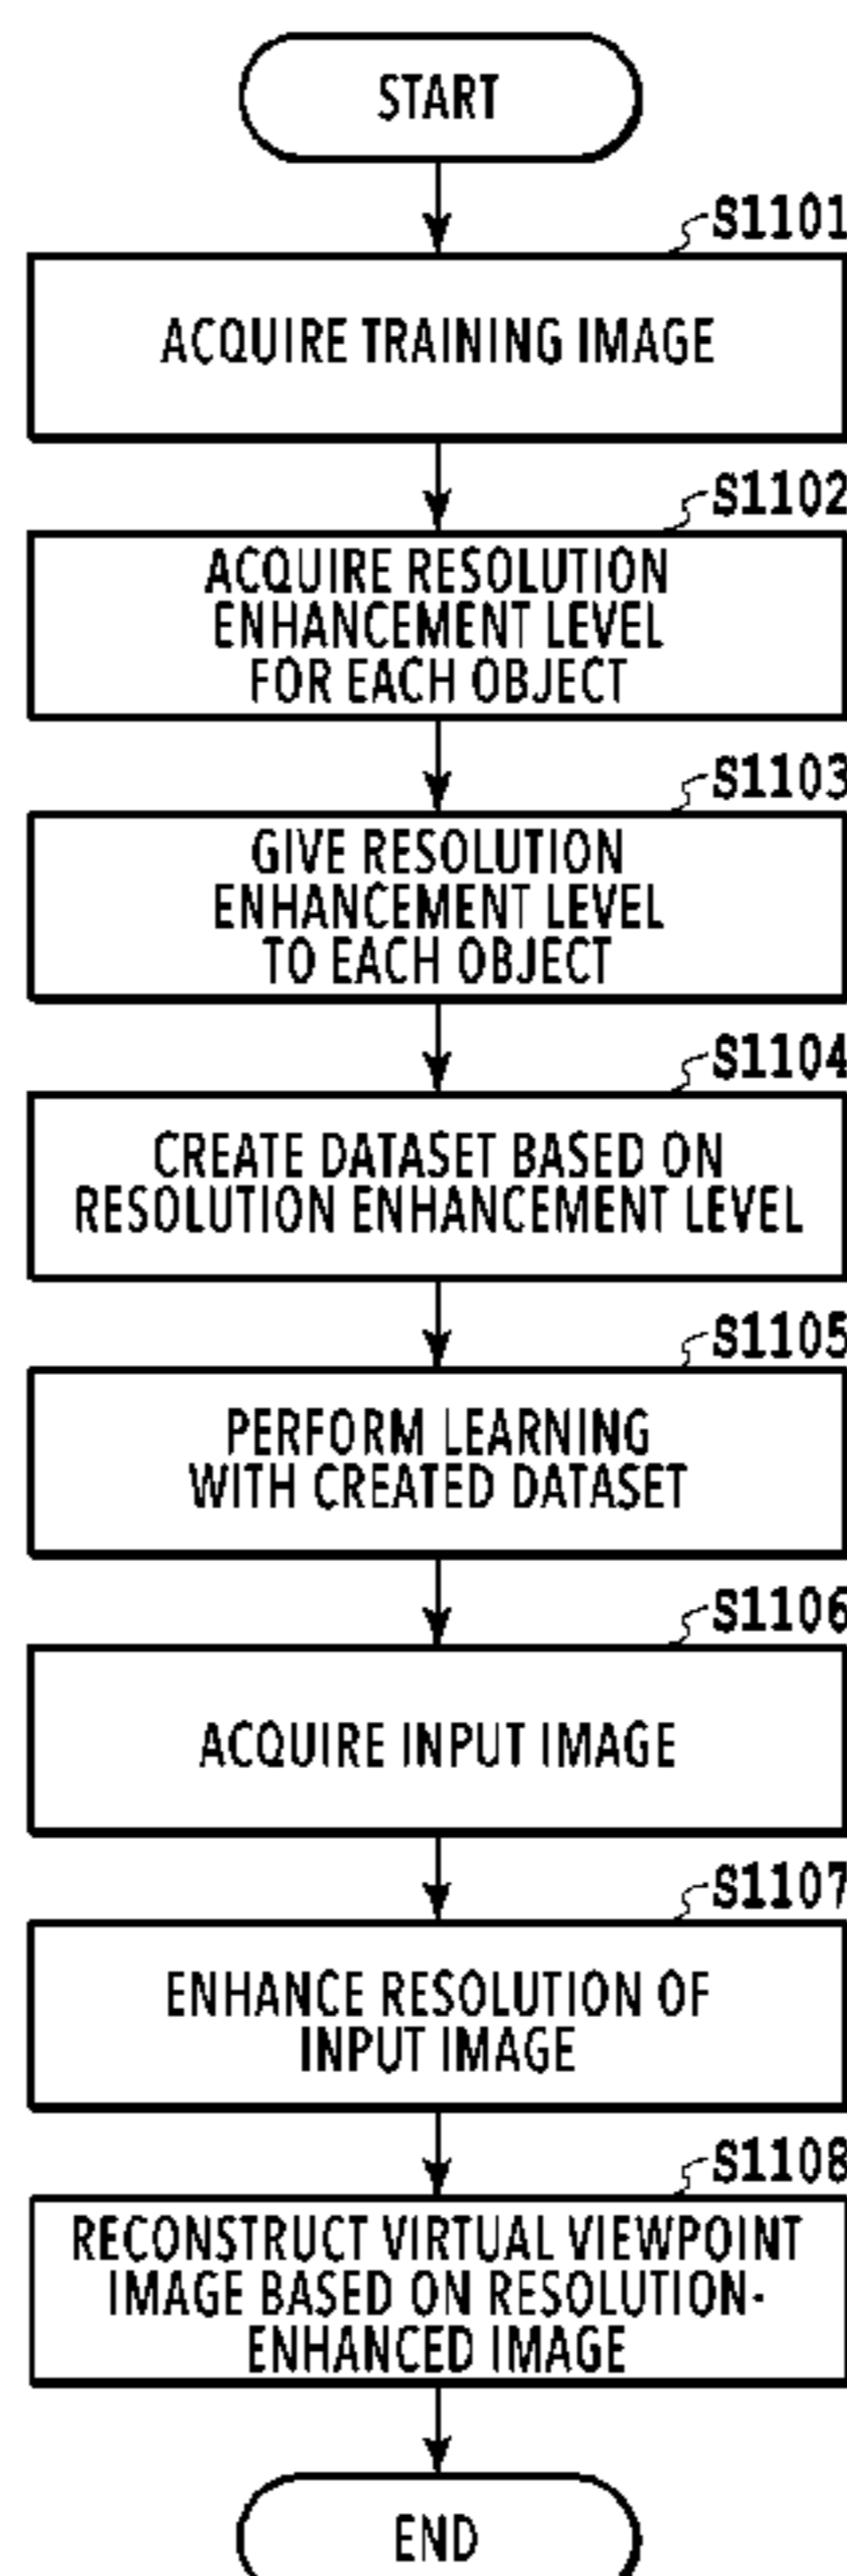 START
S1101
ACQUIRE TRAINING IMAGE
S1102
ACQUIRE RESOLUTION
ENHANCEMENT LEVEL
FOR EACH OBJECT
S1103
GIVE RESOLUTION
ENHANCEMENT LEVEL
TO EACH OBJECT
S1104
CREATE DATASET BASED ON
RESOLUTION ENHANCEMENT LEVEL
S1105
PERFORM LEARNING
WITH CREATED DATASET
S1106
ACQUIRE INPUT IMAGE
S1107
ENHANCE RESOLUTION OF
INPUT IMAGE
S1108
RECONSTRUCT VIRTUAL VIEWPOINT
IMAGE BASED ON RESOLUTION-
ENHANCED IMAGE
END